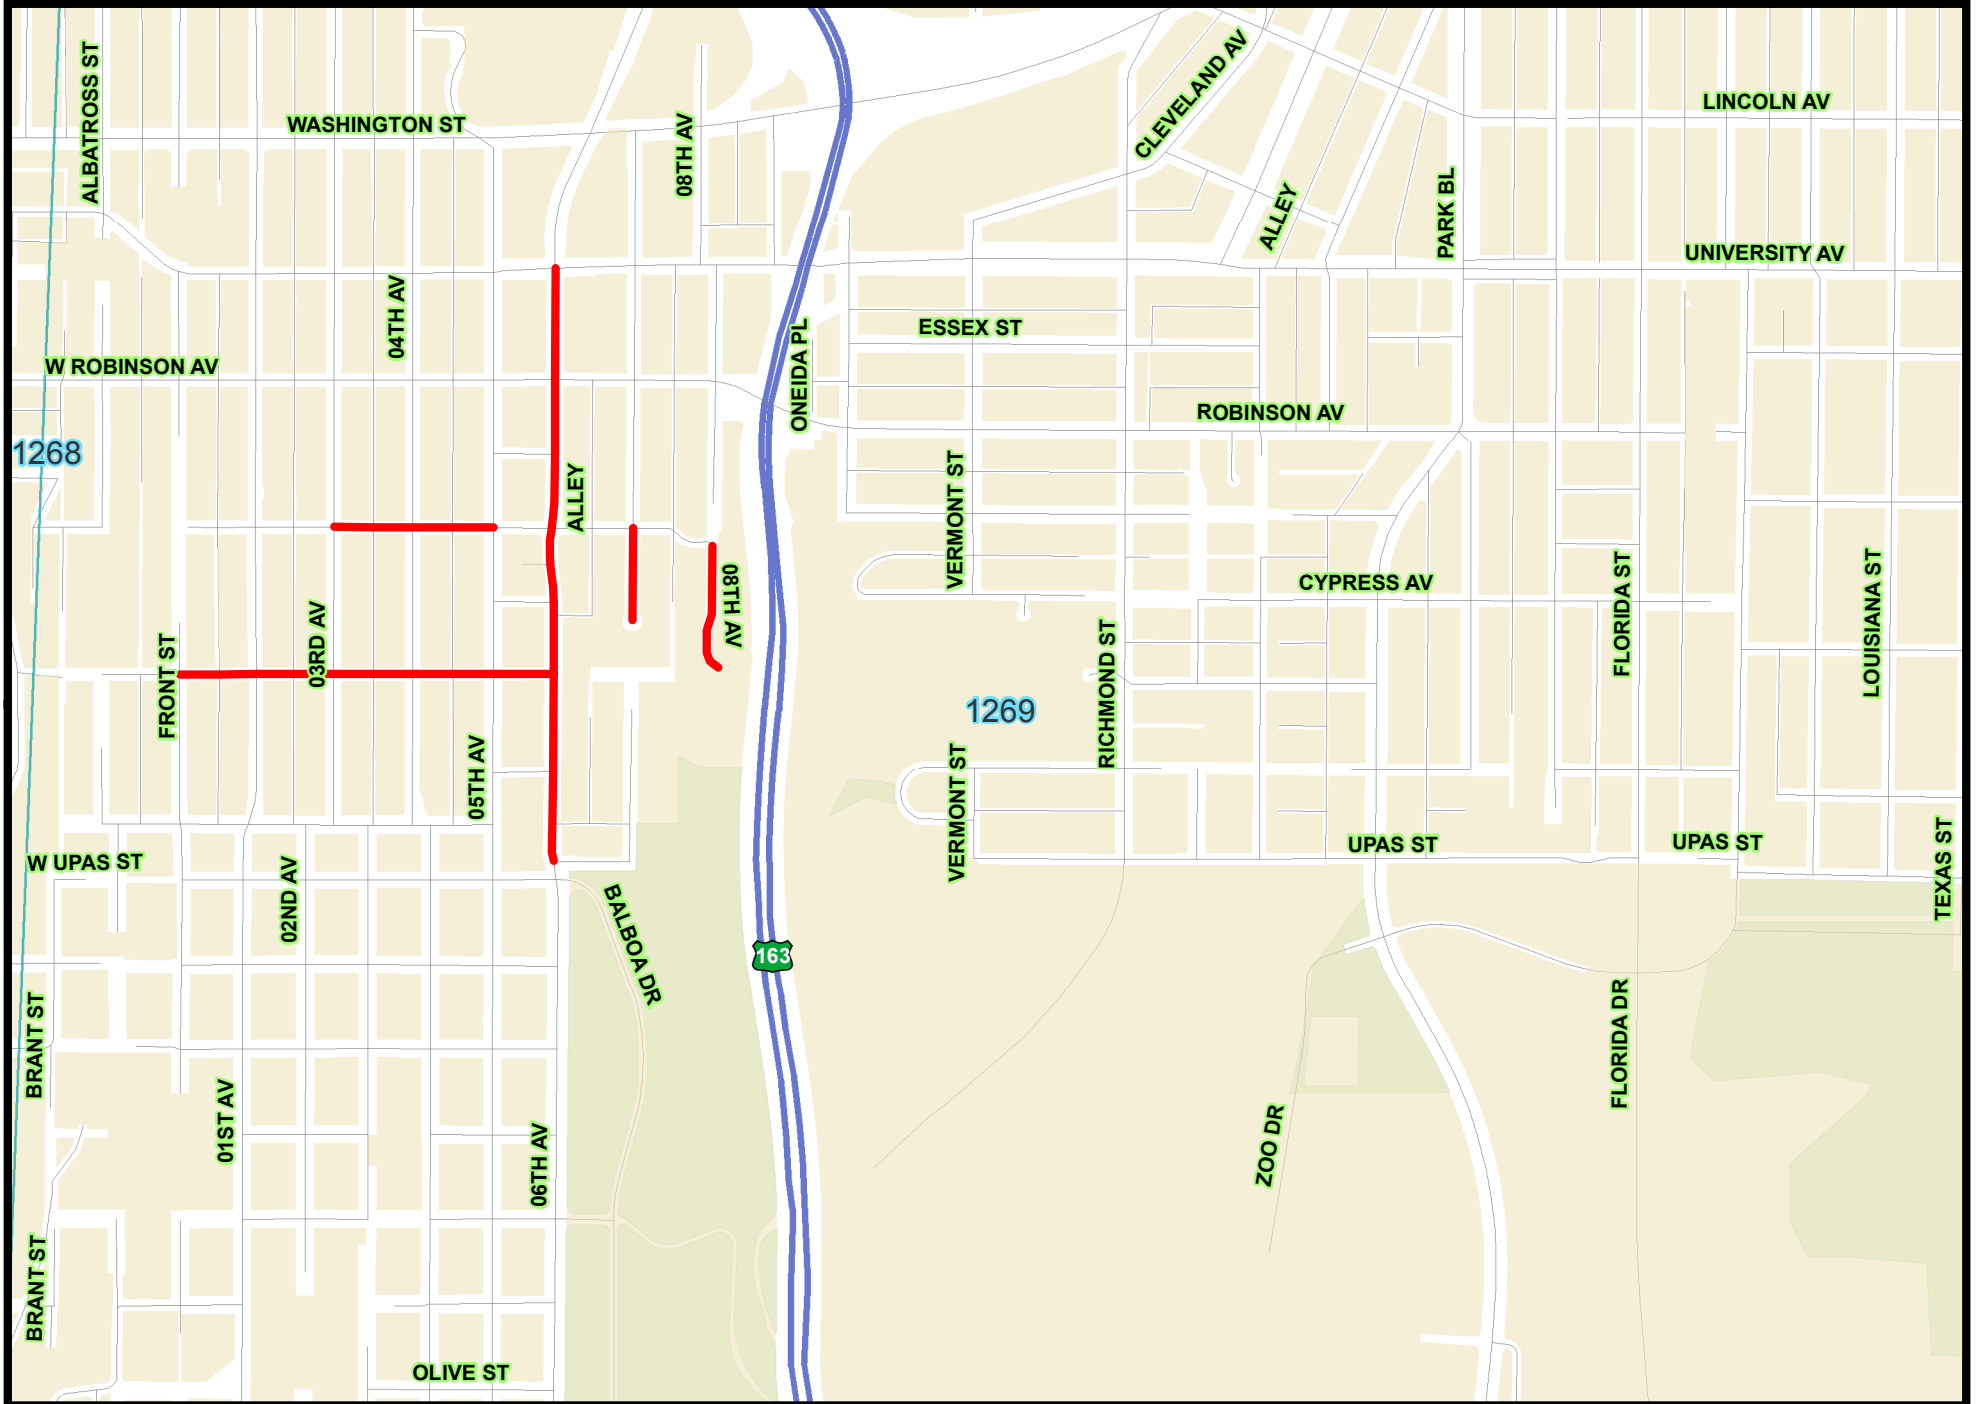 ALBATROSS ST
WASHINGTON ST
08TH AV
CLEVELAND AV
LINCOLN AV
ALLEY
PARK BL
UNIVERSITY AV
04TH AV
ESSEX ST
ONEIDA PL
W ROBINSON AV
ROBINSON AV
1268
ALLEY
VERMONT ST
CYPRESS AV
08TH AV
03RD AV
FRONT ST
FLORIDA ST
LOUISIANA ST
RICHMOND ST
1269
05TH AV
VERMONT ST
UPAS ST
UPAS ST
W UPAS ST
02ND AV
TEXAS ST
BALBOA DR
163
BRANT ST
FLORIDA DR
01ST AV
06TH AV
ZOO DR
BRANT ST
OLIVE ST